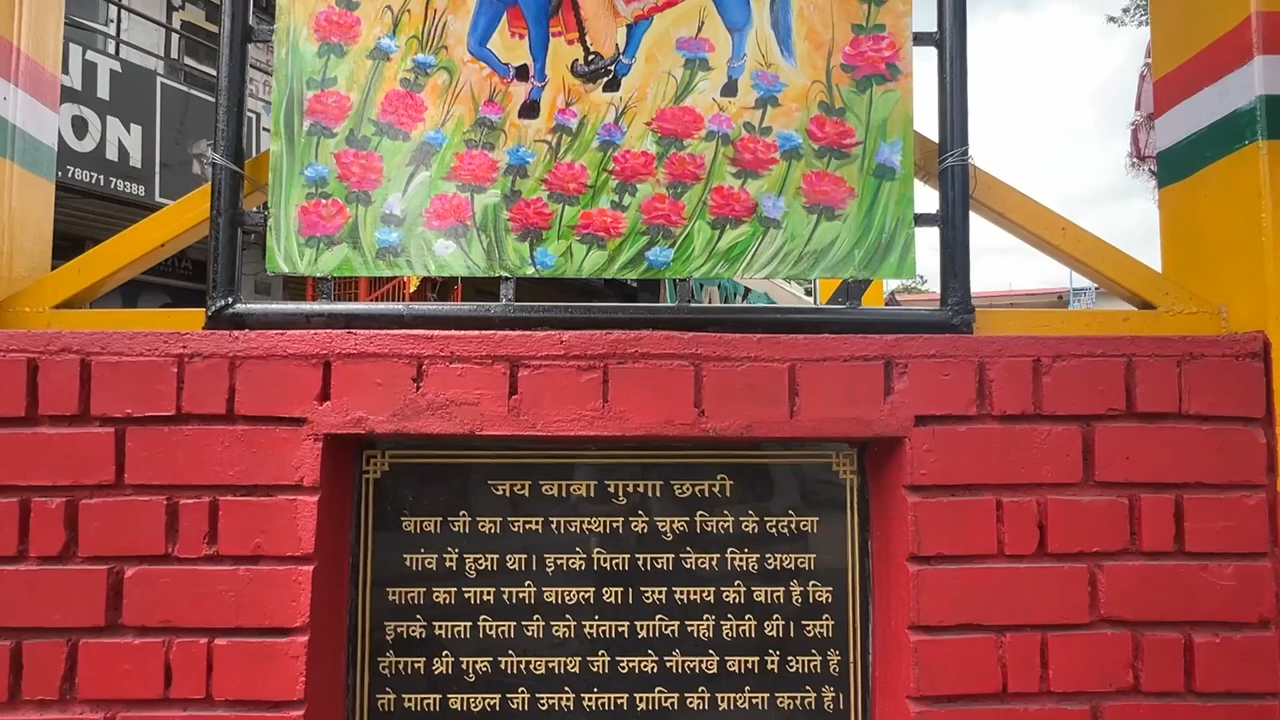 ON
78071 79388
जय बाबा गुग्गा छतरी
बाबा जी का जन्म राजस्थान के चुरू जिले के ददरेवा
गांव में हुआ था। इनके पिता राजा जेवर सिंह अथवा
माता का नाम रानी बाछल था। उस समय की बात है कि
इनके माता पिता जी को संतान प्राप्ति नहीं होती थी। उसी
दौरान श्री गुरू गोरखनाथ जी उनके नौलखे बाग में आते हैं
तो माता बाछल जी उनसे संतान प्राप्ति की प्रार्थना करते हैं।